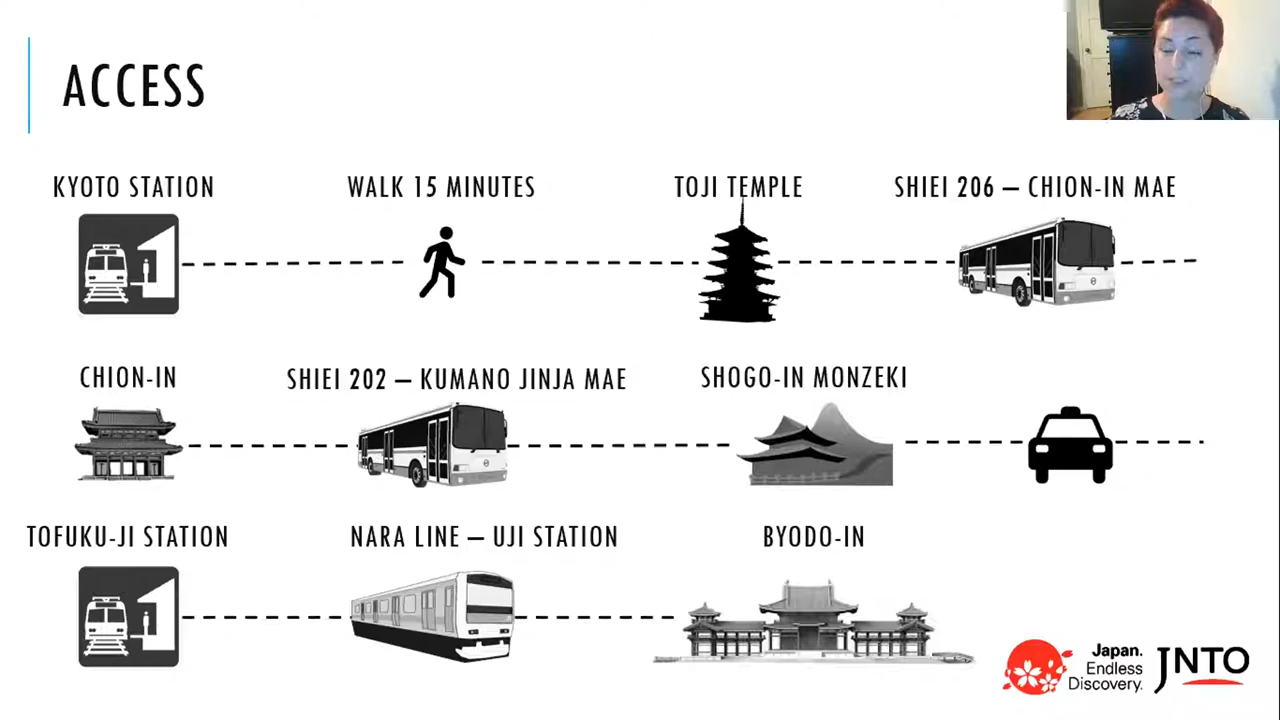 ACCESS
KYOTO STATION
WALK 15 MINUTES
TOJI TEMPLE
SHIEI 206 – CHION-IN MAE
CHION-IN
SHIEI 202 – KUMANO JINJA MAE
SHOGO-IN MONZEKI
TOFUKU-JI STATION
NARA LINE – UJI STATION
BYODO-IN
Japan.
Endless
Discovery.
JNTO